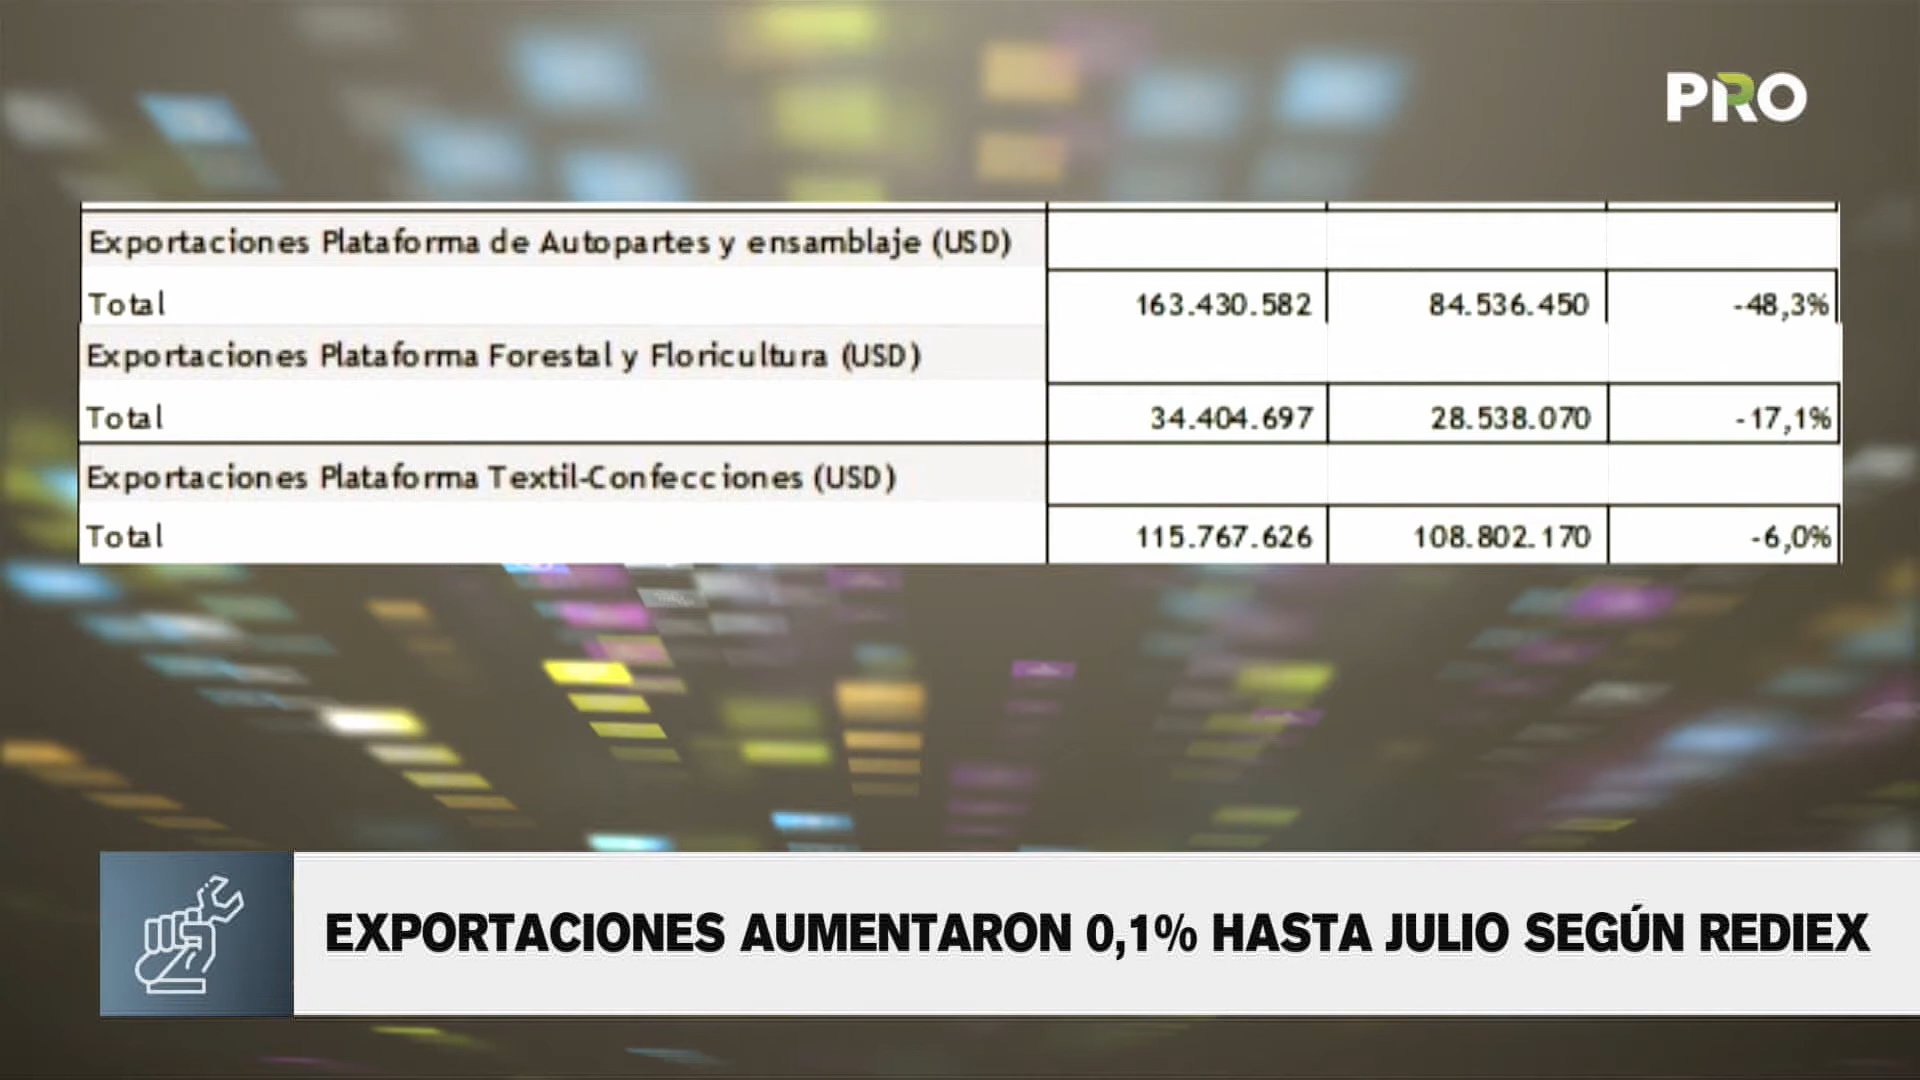 PRO
Exportaciones Plataforma de Autopartes y ensamblaje (USD)
Total 163.430.582 84.536.450 -48,3%
Exportaciones Plataforma Forestal y Floricultura (USD)
Total 34.404.697 28.538.070 -17,1%
Exportaciones Plataforma Textil-Confecciones (USD)
Total 115.767.626 108.802.170 -6,0%
EXPORTACIONES AUMENTARON 0,1% HASTA JULIO SEGÚN REDIEX